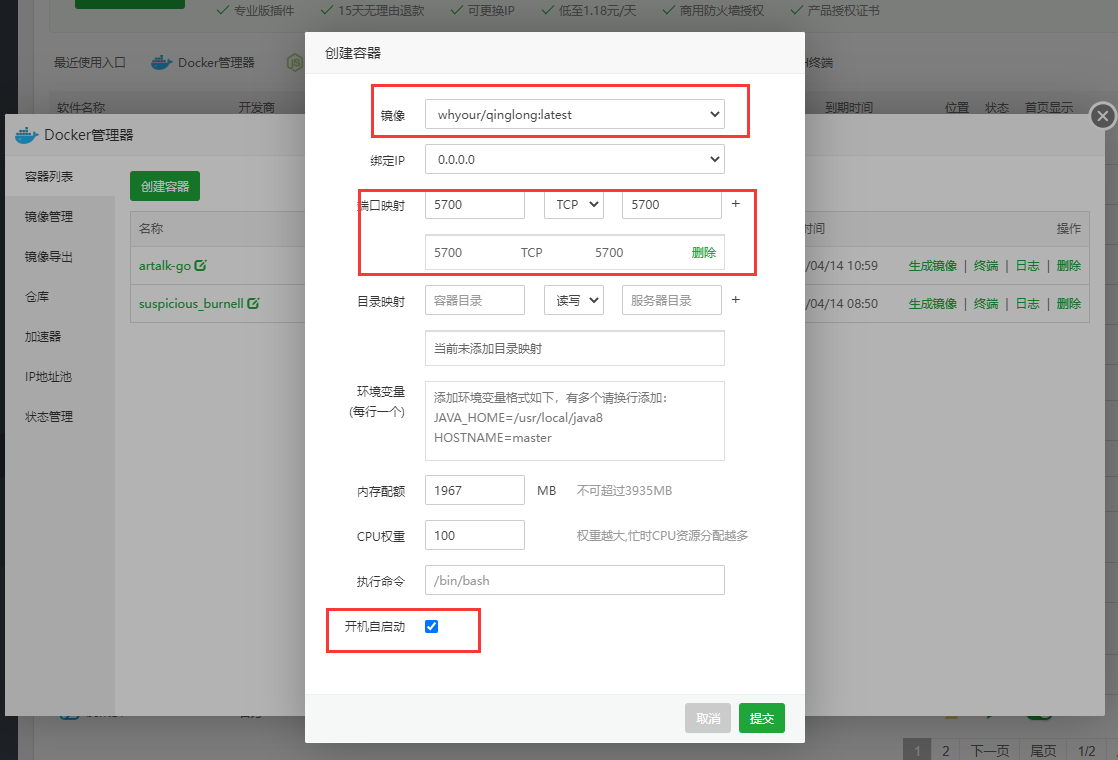 专业版插件 15天无理由退款 可更换IP 低至1.18元/天 商用防火墙授权 产品授权证书
最近使用入口 Docker管理器
软件名称 开发商 到期时间 位置 状态 首页显示
Docker管理器
容器列表
镜像管理
镜像导出
仓库
加速器
IP地址池
状态管理
创建容器
名称 时间 操作
artalk-go /04/14 10:59 生成镜像 | 终端 | 日志 | 删除
suspicious_burnell /04/14 08:50 生成镜像 | 终端 | 日志 | 删除
创建容器
镜像 whyour/qinglong:latest
绑定IP 0.0.0.0
端口映射 5700 TCP 5700 +
5700 TCP 5700 删除
目录映射 容器目录 读写 服务器目录 +
当前未添加目录映射
环境变量
(每行一个)
添加环境变量格式如下，有多个请换行添加:
JAVA_HOME=/usr/local/java8
HOSTNAME=master
内存配额 1967 MB 不可超过3935MB
CPU权重 100 权重越大,忙时CPU资源分配越多
执行命令 /bin/bash
开机自启动
取消 提交
1 2 下一页 尾页 1/2